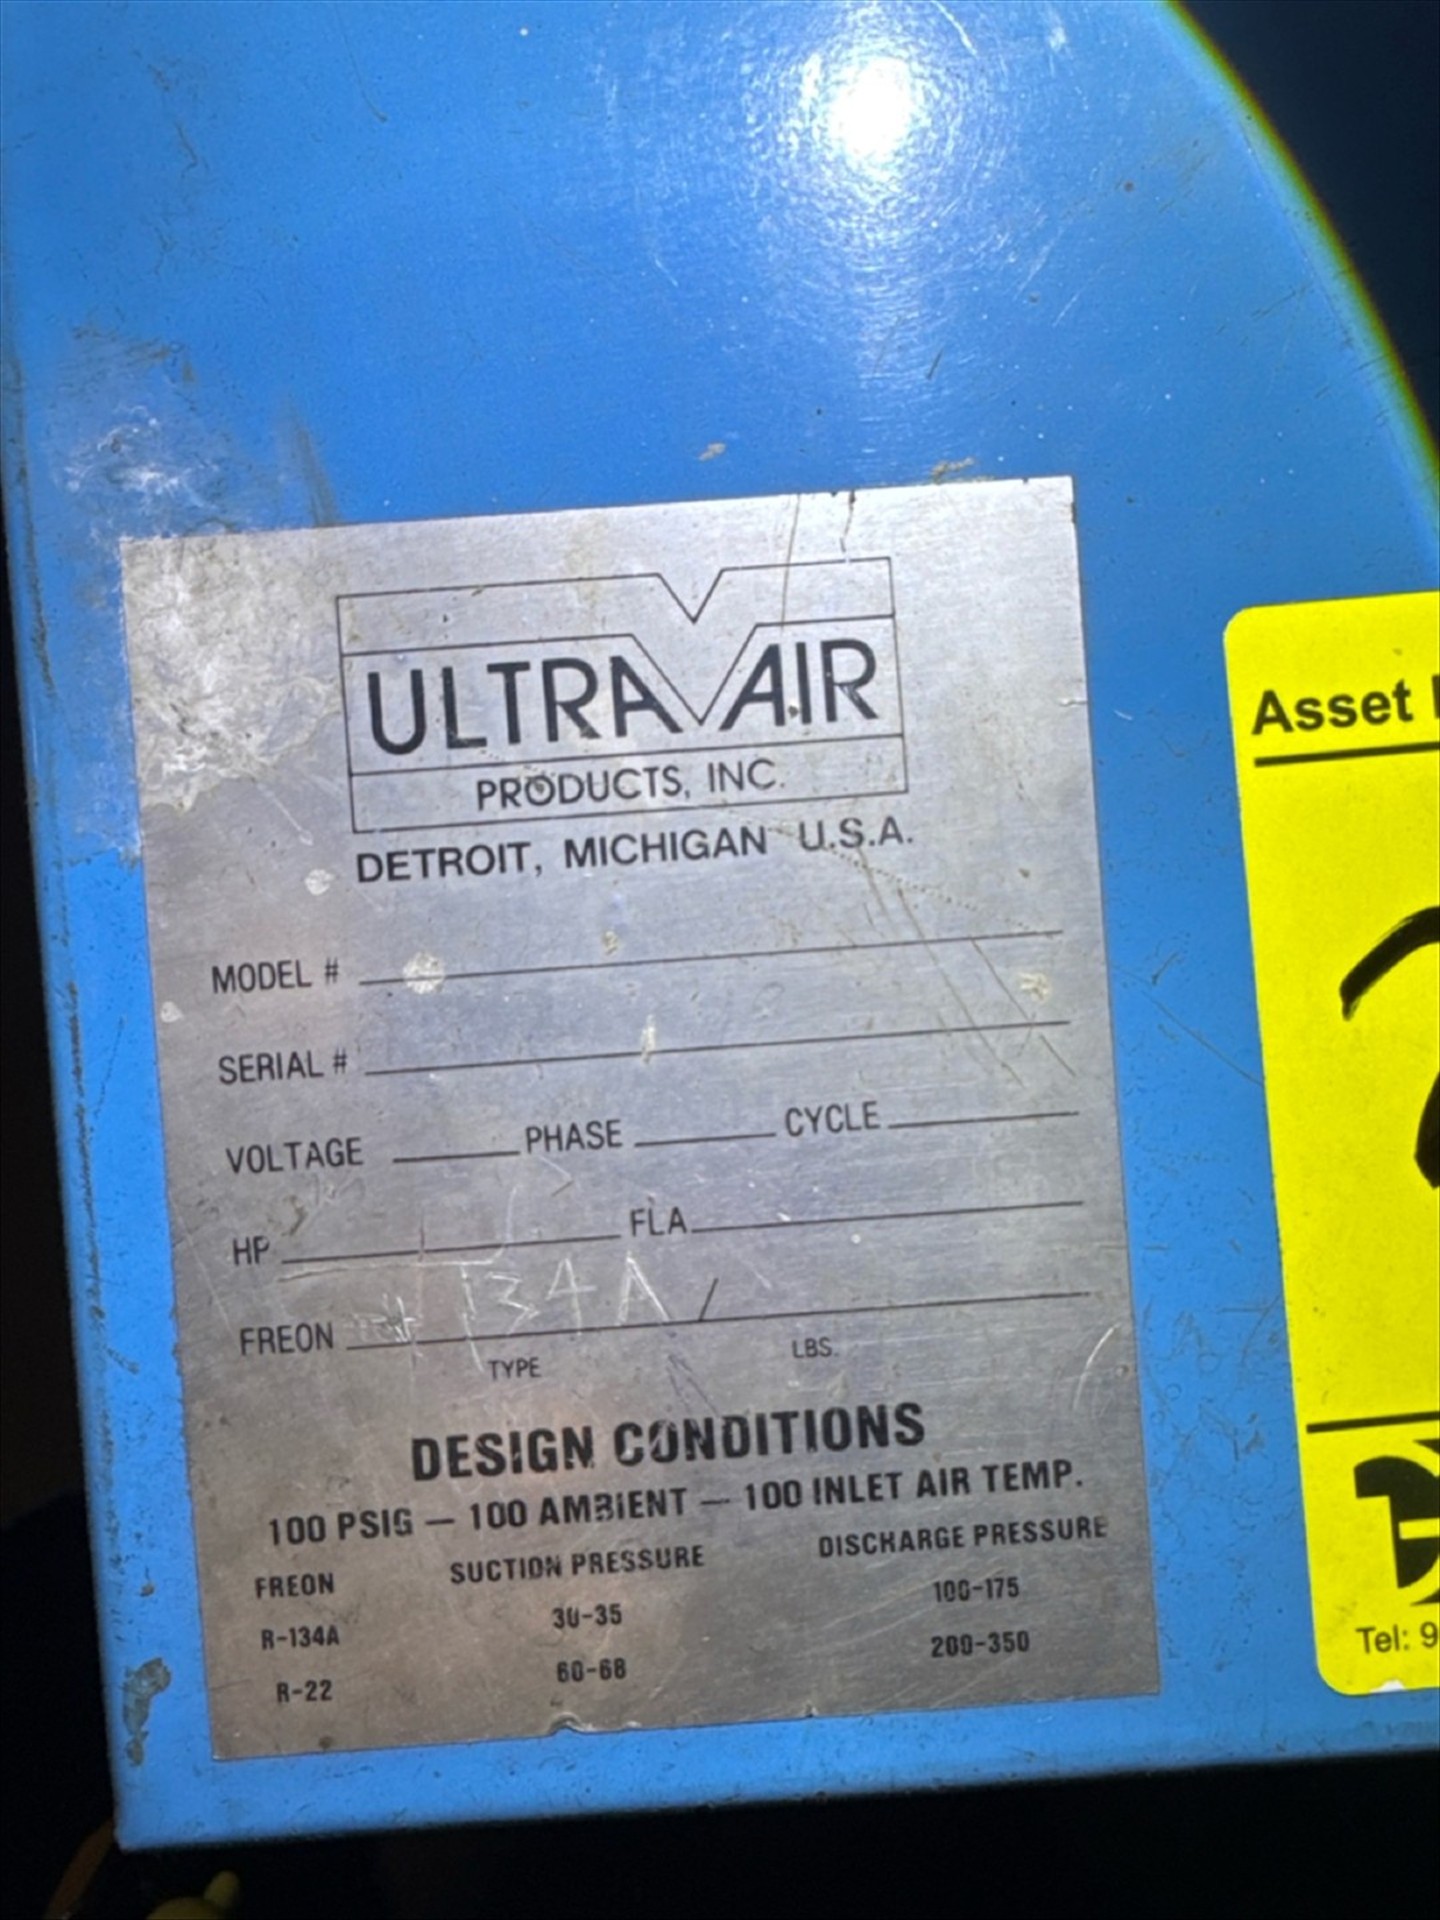 ULTRA AIR
PRODUCTS, INC.
DETROIT, MICHIGAN U.S.A.
MODEL #
SERIAL #
VOLTAGE PHASE CYCLE
HP FLA
134A /
FREON
TYPE LBS.
DESIGN CONDITIONS
100 PSIG — 100 AMBIENT — 100 INLET AIR TEMP.
FREON SUCTION PRESSURE DISCHARGE PRESSURE
R-134A 30-35 100-175
R-22 60-68 200-350
Asset
Tel: 9